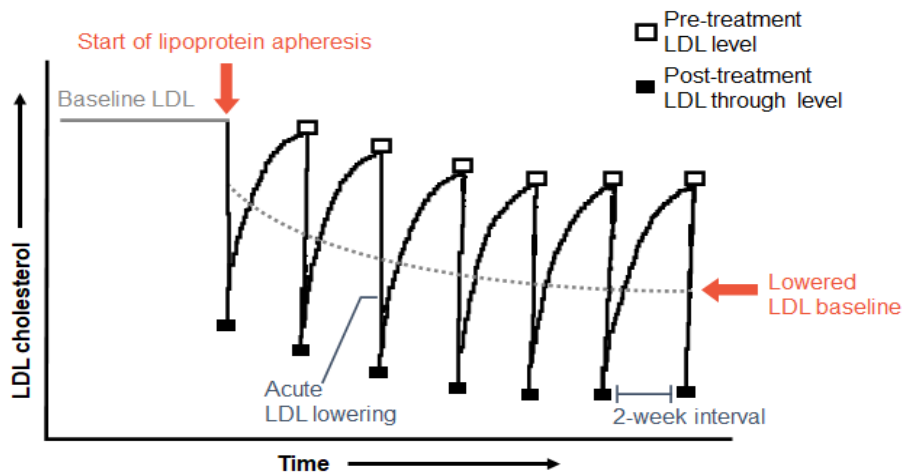 Start of lipoprotein apheresis
Pre-treatment
LDL level
Post-treatment
LDL through level
Baseline LDL
LDL cholesterol
Lowered
LDL baseline
Acute
LDL lowering
2-week interval
Time